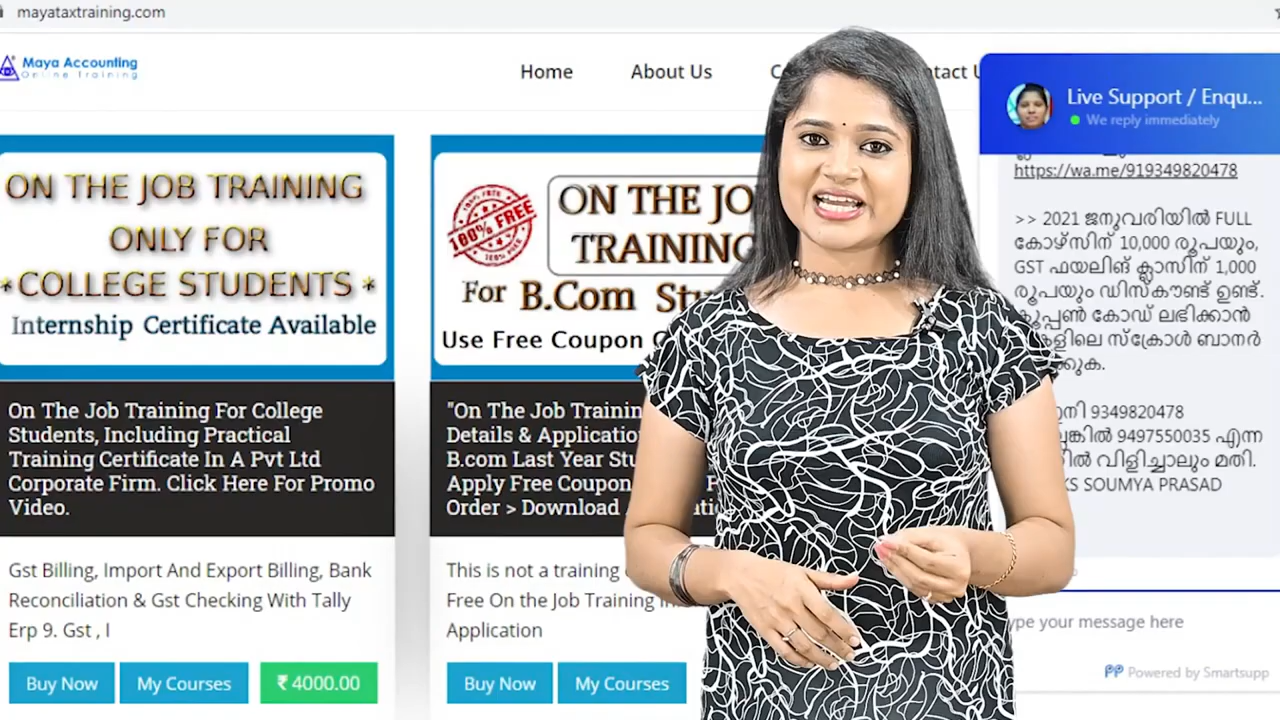 mayataxtraining.com
Maya Accounting
Online Training
Home
About Us
ON THE JOB TRAINING
ONLY FOR
*COLLEGE STUDENTS *
Internship Certificate Available
On The Job Training For College
Students, Including Practical
Training Certificate In A Pvt Ltd
Corporate Firm. Click Here For Promo
Video.
Gst Billing, Import And Export Billing, Bank
Reconciliation & Gst Checking With Tally
Erp 9. Gst , I
Buy Now
My Courses
₹ 4000.00
100% FREE
ON THE JO
TRAINING
For B.Com
Use Free Coupon
"On The Job Trainin
Details
B.com Last Year
Apply Free Coupon
Order > Download
This is not a training
Free On the Job Training
Application
Buy Now
My Courses
Live Support / Enqu...
We reply immediately
https://wa.me/919349820478
>> 2021 ജനുവരിയിൽ FULL
കോഴ്സിന് 10,000 രൂപയും,
GST ഫയലിങ് ക്ലാസിന് 1,000
രൂപയും ഡിസ്കൗണ്ട് ഉണ്ട്.
കൂപ്പൺ കോഡ് ലഭിക്കാൻ
സ്ക്രോൾ ബാനർ
9349820478
9497550035 എന്ന
വിളിച്ചാലും മതി.
SOUMYA PRASAD
your message here
Powered by Smartsupp